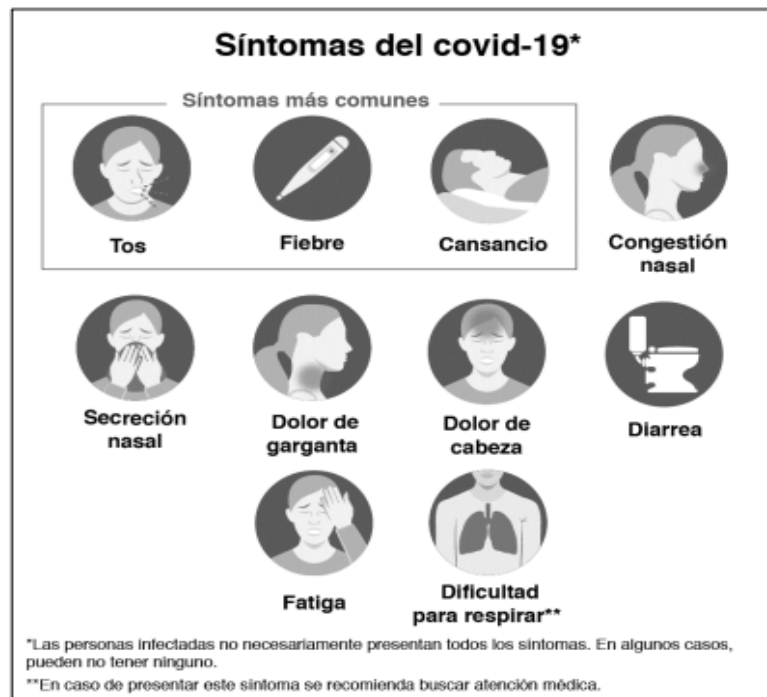 Síntomas del covid-19*
Síntomas más comunes
Tos
Fiebre
Cansancio
Congestión
nasal
Secreción
nasal
Dolor de
garganta
Dolor de
cabeza
Diarrea
Fatiga
Dificultad
para respirar**
*Las personas infectadas no necesariamente presentan todos los síntomas. En algunos casos,
pueden no tener ninguno.
**En caso de presentar este síntoma se recomienda buscar atención médica.